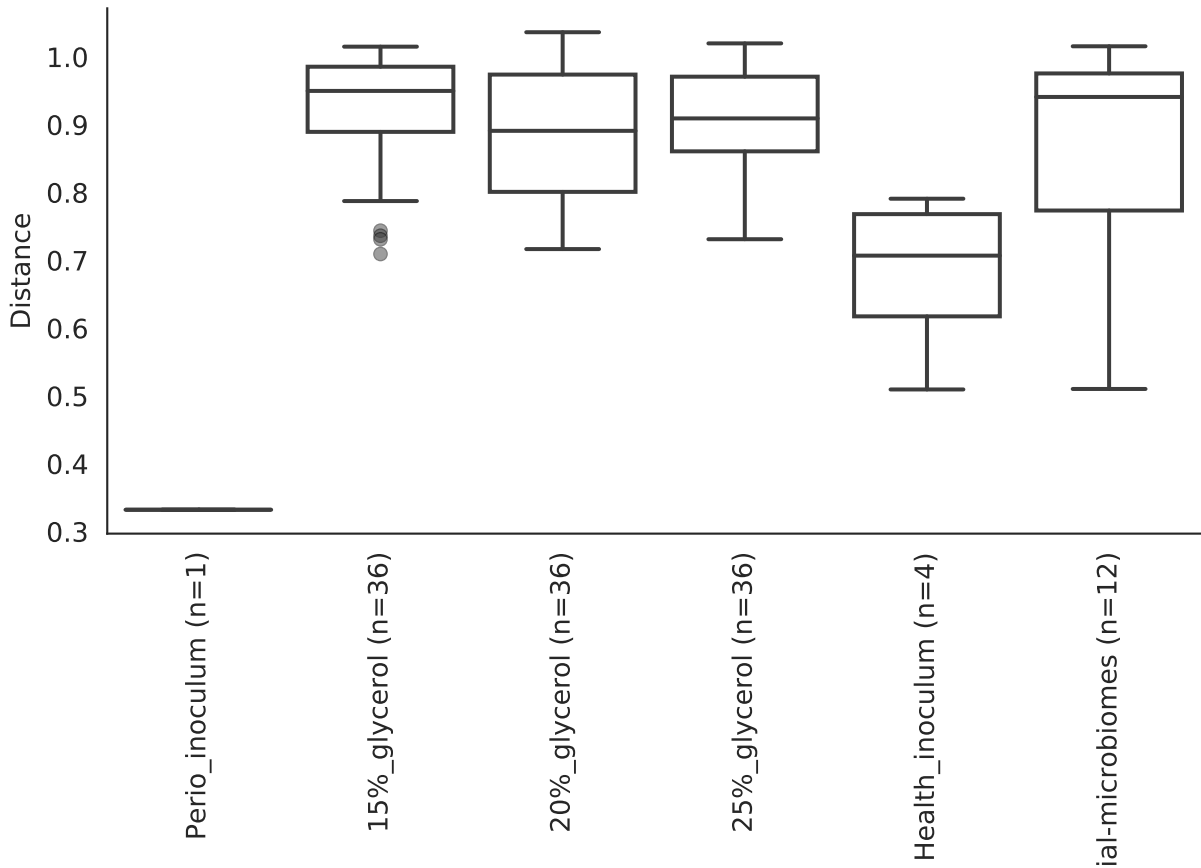 Distance
1.0
0.9
0.8
0.7
0.6
0.5
0.4
0.3
Perio_inoculum (n=1)
15%_glycerol (n=36)
20%_glycerol (n=36)
25%_glycerol (n=36)
Health_inoculum (n=4)
ial-microbiomes (n=12)